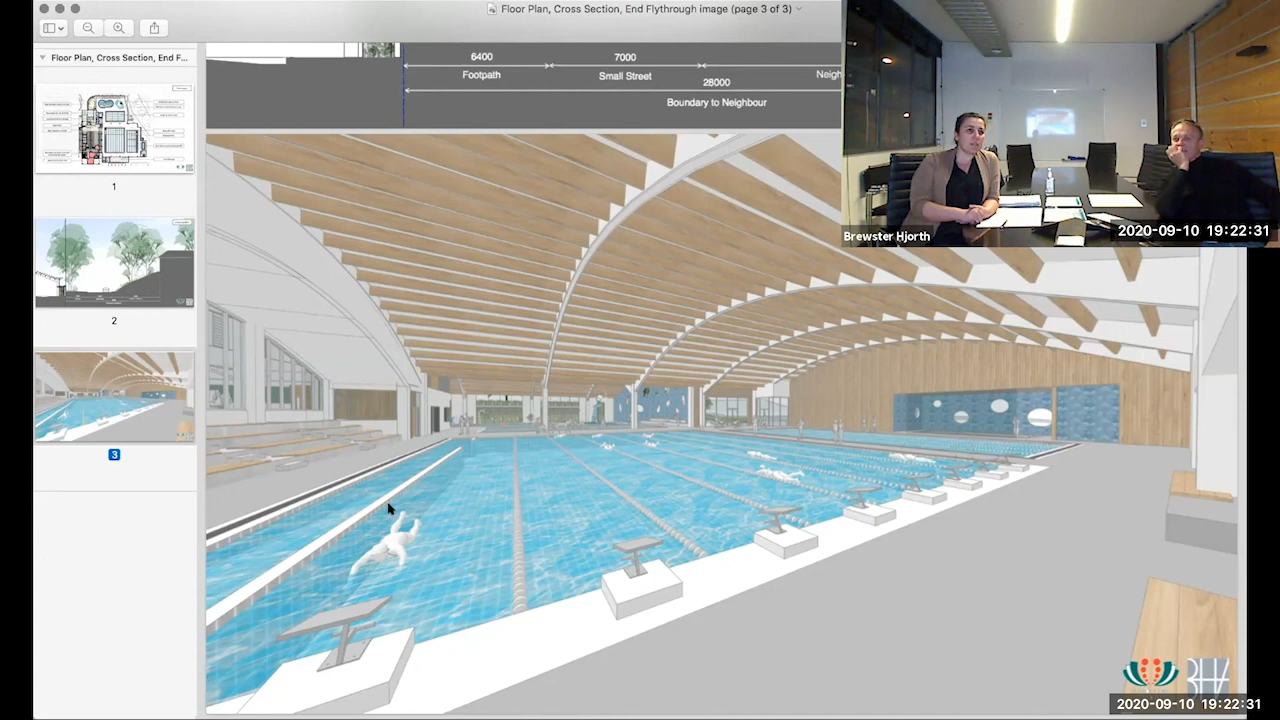 Floor Plan, Cross Section, End Flythrough image (page 3 of 3)
Floor Plan, Cross Section, End F...
1
2
3
6400
7000
Footpath
Small Street
Neigh
28000
Boundary to Neighbour
Brewster Hjorth
2020-09-10 19:22:31
BHA
2020-09-10 19:22:31